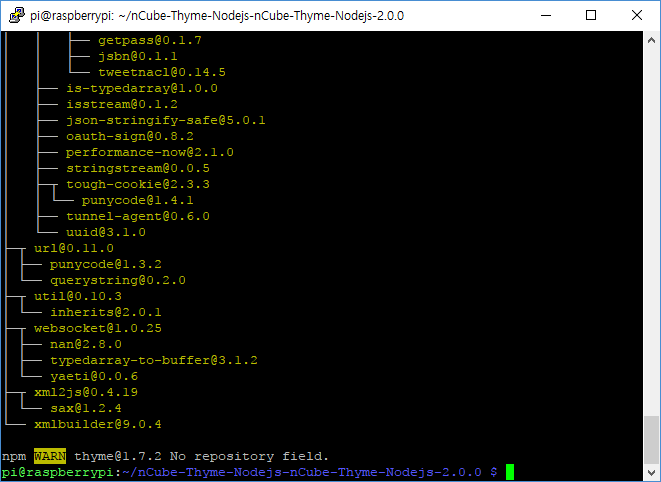 pi@raspberrypi: ~/nCube-Thyme-Nodejs-nCube-Thyme-Nodejs-2.0.0
│   │   ├── getpass@0.1.7
│   │   ├── jsbn@0.1.1
│   │   └── tweetnacl@0.14.5
│   ├── is-typedarray@1.0.0
│   ├── isstream@0.1.2
│   ├── json-stringify-safe@5.0.1
│   ├── oauth-sign@0.8.2
│   ├── performance-now@2.1.0
│   ├── stringstream@0.0.5
│   ├─┬ tough-cookie@2.3.3
│   │ └── punycode@1.4.1
│   ├── tunnel-agent@0.6.0
│   └── uuid@3.1.0
├─┬ url@0.11.0
│ ├── punycode@1.3.2
│ └── querystring@0.2.0
├─┬ util@0.10.3
│ └── inherits@2.0.1
├─┬ websocket@1.0.25
│ ├── nan@2.8.0
│ ├── typedarray-to-buffer@3.1.2
│ └── yaeti@0.0.6
├─┬ xml2js@0.4.19
│ └── sax@1.2.4
└── xmlbuilder@9.0.4
npm WARN thyme@1.7.2 No repository field.
pi@raspberrypi:~/nCube-Thyme-Nodejs-nCube-Thyme-Nodejs-2.0.0 $